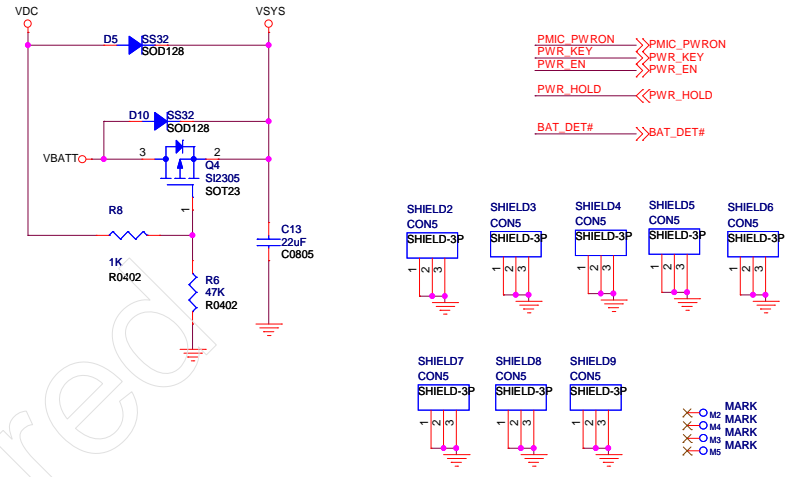 VDC
VSYS
D5
SS32
SOD128
D10
SS32
SOD128
VBATT
3
2
Q4
SI2305
SOT23
1
R8
1K
R0402
R6
47K
R0402
C13
22uF
C0805
PMIC_PWRON
PMIC_PWRON
PWR_KEY
PWR_KEY
PWR_EN
PWR_EN
PWR_HOLD
PWR_HOLD
BAT_DET#
BAT_DET#
SHIELD2
CON5
SHIELD-3P
1 2 3
SHIELD3
CON5
SHIELD-3P
1 2 3
SHIELD4
CON5
SHIELD-3P
1 2 3
SHIELD5
CON5
SHIELD-3P
1 2 3
SHIELD6
CON5
SHIELD-3P
1 2 3
SHIELD7
CON5
SHIELD-3P
1 2 3
SHIELD8
CON5
SHIELD-3P
1 2 3
SHIELD9
CON5
SHIELD-3P
1 2 3
MARK
M2
MARK
M4
MARK
M3
MARK
M5